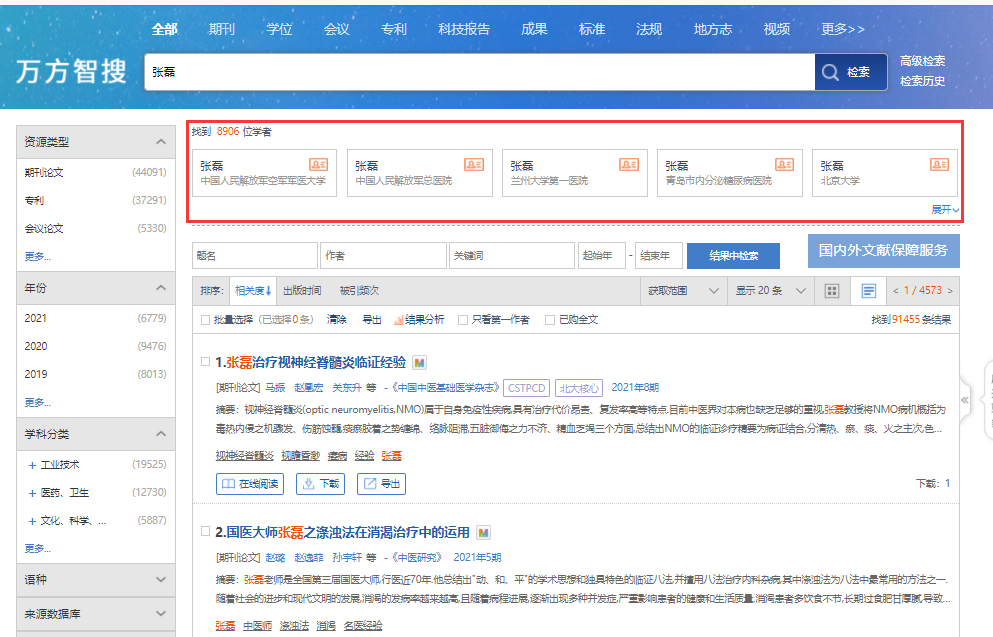 全部 期刊 学位 会议 专利 科技报告 成果 标准 法规 地方志 视频 更多>>
万方智搜 张磊 检索
高级检索
检索历史
找到 8906 位学者
张磊 张磊 张磊 张磊 张磊
中国人民解放军空军军医大学 中国人民解放军总医院 兰州大学第一医院 青岛市内分泌糖尿病医院 北京大学
展开
资源类型
期刊论文 (44091)
专利 (37291)
会议论文 (5330)
更多...
年份
2021 (6779)
2020 (9476)
2019 (8013)
更多...
学科分类
+ 工业技术 (19525)
+ 医药、卫生 (12730)
+ 文化、科学、... (5887)
更多...
语种
来源数据库
题名 作者 关键词 起始年 - 结束年 结果中检索 国内外文献保障服务
排序: 相关度 出版时间 被引频次 获取范围 显示 20 条 < 1 / 4573 >
批量选择 (已选择0 条) 清除 导出 结果分析 只看第一作者 已购全文 找到91455 条结果
1.张磊治疗视神经脊髓炎临证经验 M
[期刊论文] 马振 赵凰宏 关东升 等 -《中国中医基础医学杂志》 CSTPCD 北大核心 2021年8期
摘要：视神经脊髓炎(optic neuromyelitis,NMO)属于自身免疫性疾病,具有治疗代价昂贵、复发率高等特点.目前中医界对本病也缺乏足够的重视,张磊教授将NMO病机概括为
毒热内侵之机骤发、伤筋蚀髓,痰瘀胶着之势缠绵、络脉阻滞,五脏御侮之力不济、精血乏竭三个方面,总结出NMO的临证诊疗精要为病证结合,分清热、瘀、痰、火之主次,色...
视神经脊髓炎 视瞻昏渺 痿病 经验 张磊
在线阅读 下载 导出 下载: 1
2.国医大师张磊之涤浊法在消渴治疗中的运用 M
[期刊论文] 赵璐 赵逸菲 孙宇轩 等 -《中医研究》 2021年5期
摘要：张磊老师是全国第三届国医大师,行医近70年.他总结出"动、和、平"的学术思想和独具特色的临证八法,并擅用八法治疗内科杂病,其中涤浊法为八法中最常用的方法之一.
随着社会的进步和现代文明的发展,消渴的发病率越来越高,且随着病程进展,逐渐出现多种并发症,严重影响患者的健康和生活质量.消渴患者多饮食不节,长期过食肥甘厚腻,导致...
张磊 中医师 涤浊法 消渴 名医经验